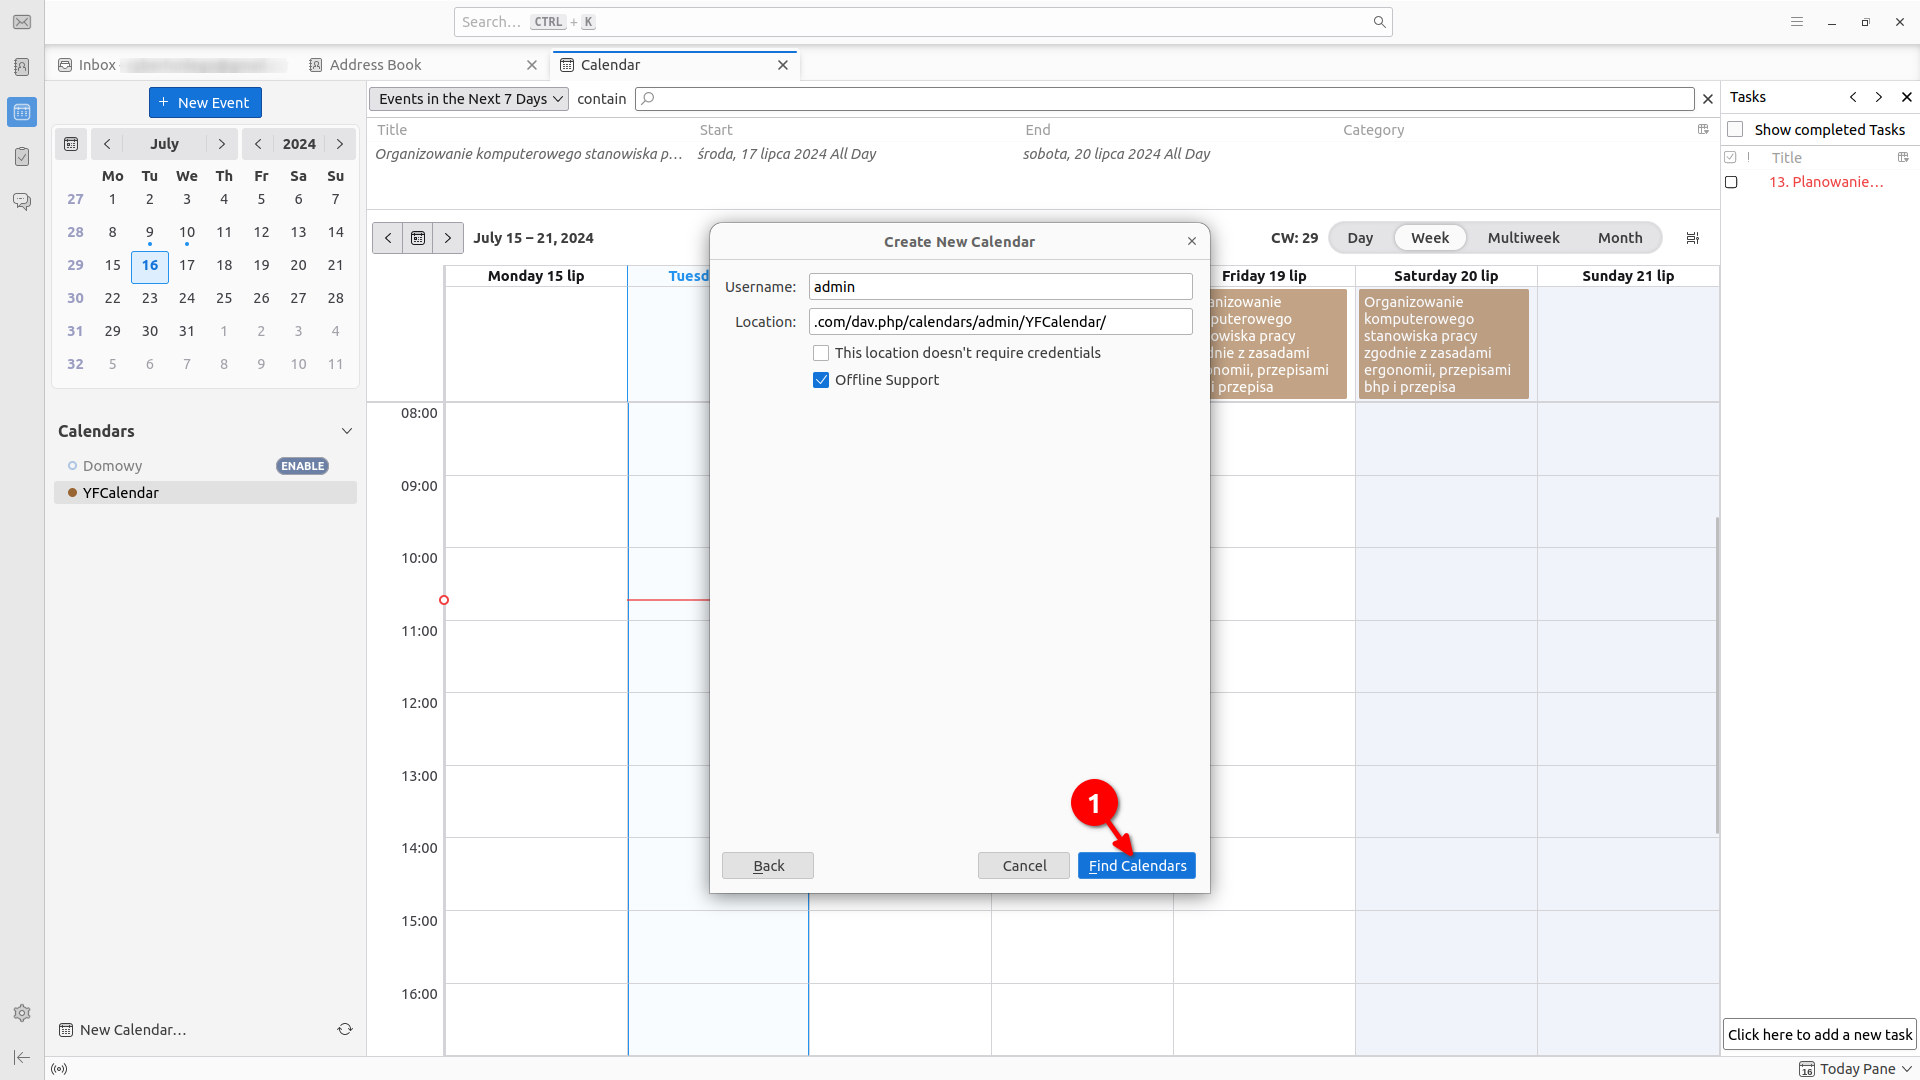 Search… CTRL + K
Inbox
Address Book
Calendar
+ New Event
July
2024
Mo Tu We Th Fr Sa Su
27 1 2 3 4 5 6 7
28 8 9 10 11 12 13 14
29 15 16 17 18 19 20 21
30 22 23 24 25 26 27 28
31 29 30 31 1 2 3 4
32 5 6 7 8 9 10 11
Calendars
Domowy ENABLE
YFCalendar
New Calendar…
Events in the Next 7 Days contain
Title Start End Category
Organizowanie komputerowego stanowiska p… środa, 17 lipca 2024 All Day sobota, 20 lipca 2024 All Day
July 15 – 21, 2024
CW: 29 Day Week Multiweek Month
Monday 15 lip Tuesd Friday 19 lip Saturday 20 lip Sunday 21 lip
anizowanie
puterowego
owiska pracy
dnie z zasadami
onomii, przepisami
i przepisa
Organizowanie
komputerowego
stanowiska pracy
zgodnie z zasadami
ergonomii, przepisami
bhp i przepisa
08:00
09:00
10:00
11:00
12:00
13:00
14:00
15:00
16:00
Create New Calendar
Username: admin
Location: .com/dav.php/calendars/admin/YFCalendar/
This location doesn't require credentials
Offline Support
1
Back Cancel Find Calendars
Tasks
Show completed Tasks
! Title
13. Planowanie…
Click here to add a new task
16 Today Pane